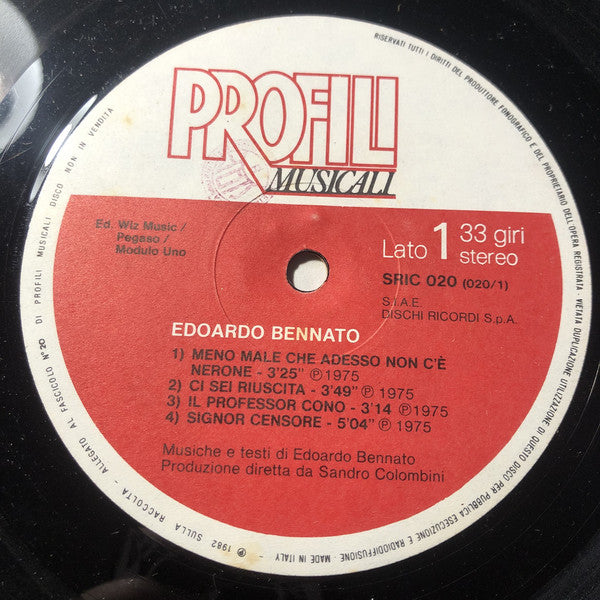 PROFILI
MUSICALI
Ed. Wiz Music /
Pegaso /
Modulo Uno
Lato 1 33 giri
stereo
SRIC 020 (020/1)
S.I.A.E.
DISCHI RICORDI S.p.A.
EDOARDO BENNATO
1) MENO MALE CHE ADESSO NON C'È
NERONE - 3'25" ℗ 1975
2) CI SEI RIUSCITA - 3'49" ℗ 1975
3) IL PROFESSOR CONO - 3'14 ℗ 1975
4) SIGNOR CENSORE - 5'04" ℗ 1975
Musiche e testi di Edoardo Bennato
Produzione diretta da Sandro Colombini
RISERVATI TUTTI I DIRITTI DEL PRODUTTORE FONOGRAFICO E DEL PROPRIETARIO DELL'OPERA REGISTRATA - VIETATA DUPLICAZIONE UTILIZZAZIONE DI QUESTO DISCO PER PUBBLICA ESECUZIONE E RADIODIFFUSIONE - MADE IN ITALY - ℗ 1982 SULLA RACCOLTA - ALLEGATO AL FASCICOLO N° 20 DI PROFILI MUSICALI DISCO NON IN VENDITA